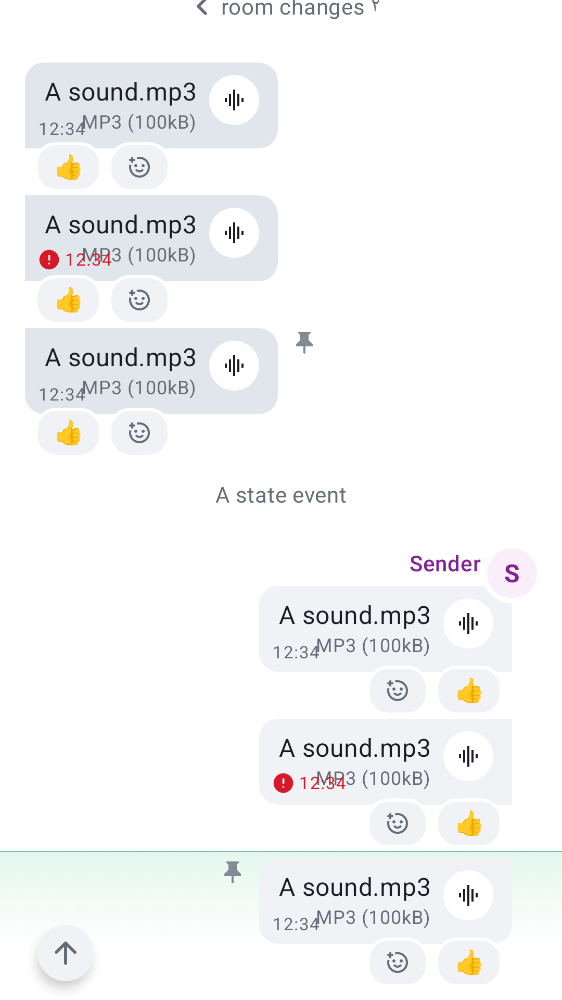 room changes ٢
A sound.mp3
MP3 (100kB)
12:34
👍
A sound.mp3
MP3 (100kB)
12:34
👍
A sound.mp3
MP3 (100kB)
12:34
👍
A state event
Sender
S
A sound.mp3
MP3 (100kB)
12:34
👍
A sound.mp3
MP3 (100kB)
12:34
👍
A sound.mp3
MP3 (100kB)
12:34
👍